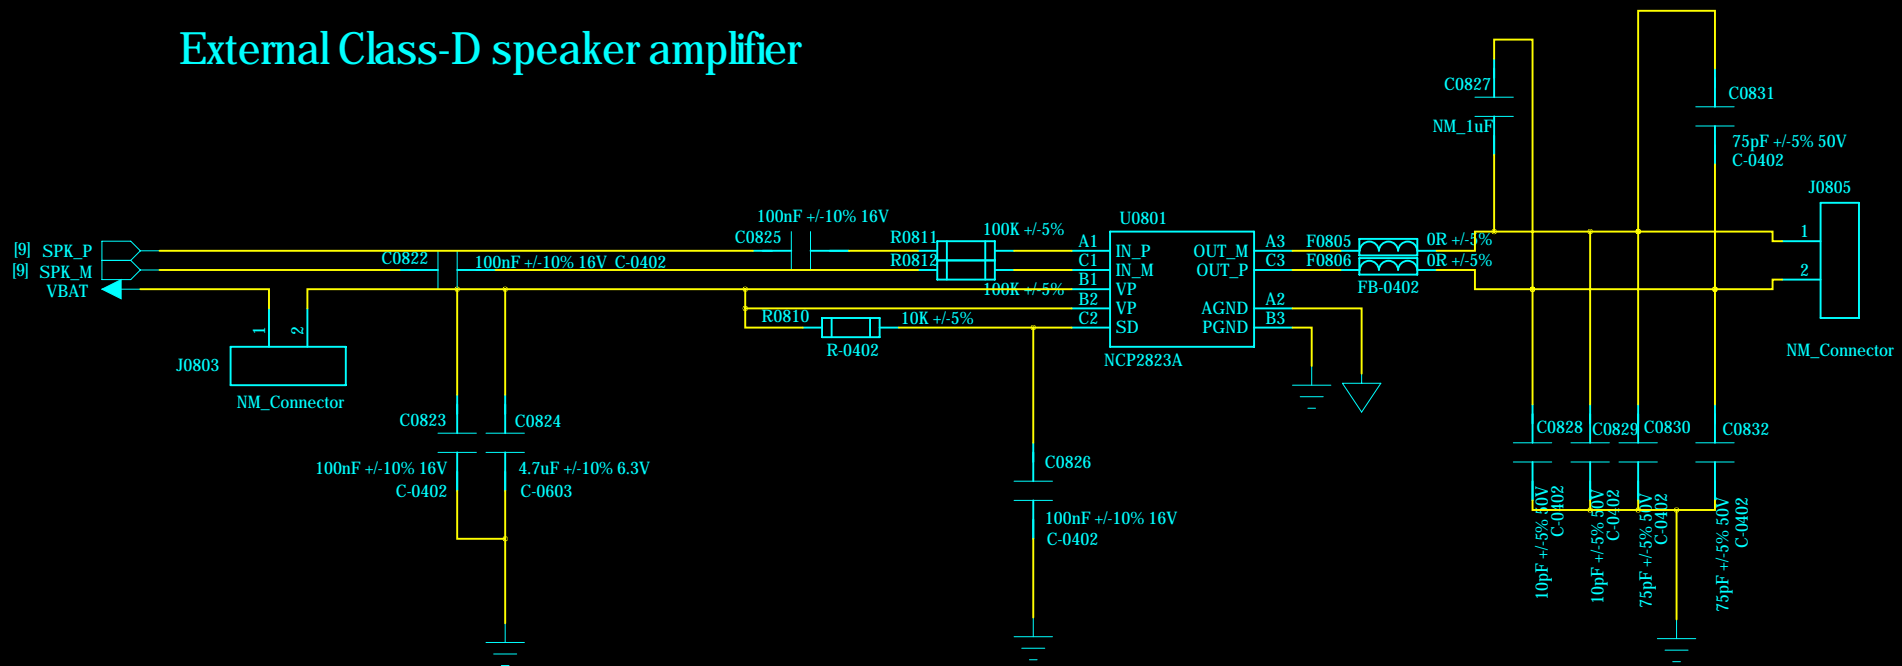 External Class-D speaker amplifier
C0827
NM_1uF
C0831
75pF +/-5% 50V
C-0402
J0805
1
2
NM_Connector
[9] SPK_P
[9] SPK_M
VBAT
C0822
100nF +/-10% 16V C-0402
100nF +/-10% 16V
C0825
R0811
R0812
100K +/-5%
100K +/-5%
U0801
A1
C1
B1
B2
C2
IN_P
IN_M
VP
VP
SD
OUT_M
OUT_P
AGND
PGND
A3
C3
A2
B3
NCP2823A
F0805
F0806
0R +/-5%
0R +/-5%
FB-0402
R0810
10K +/-5%
R-0402
J0803
1
2
NM_Connector
C0823
100nF +/-10% 16V
C-0402
C0824
4.7uF +/-10% 6.3V
C-0603
C0826
100nF +/-10% 16V
C-0402
C0828
C0829
C0830
C0832
10pF +/-5% 50V
C-0402
10pF +/-5% 50V
C-0402
75pF +/-5% 50V
C-0402
75pF +/-5% 50V
C-0402